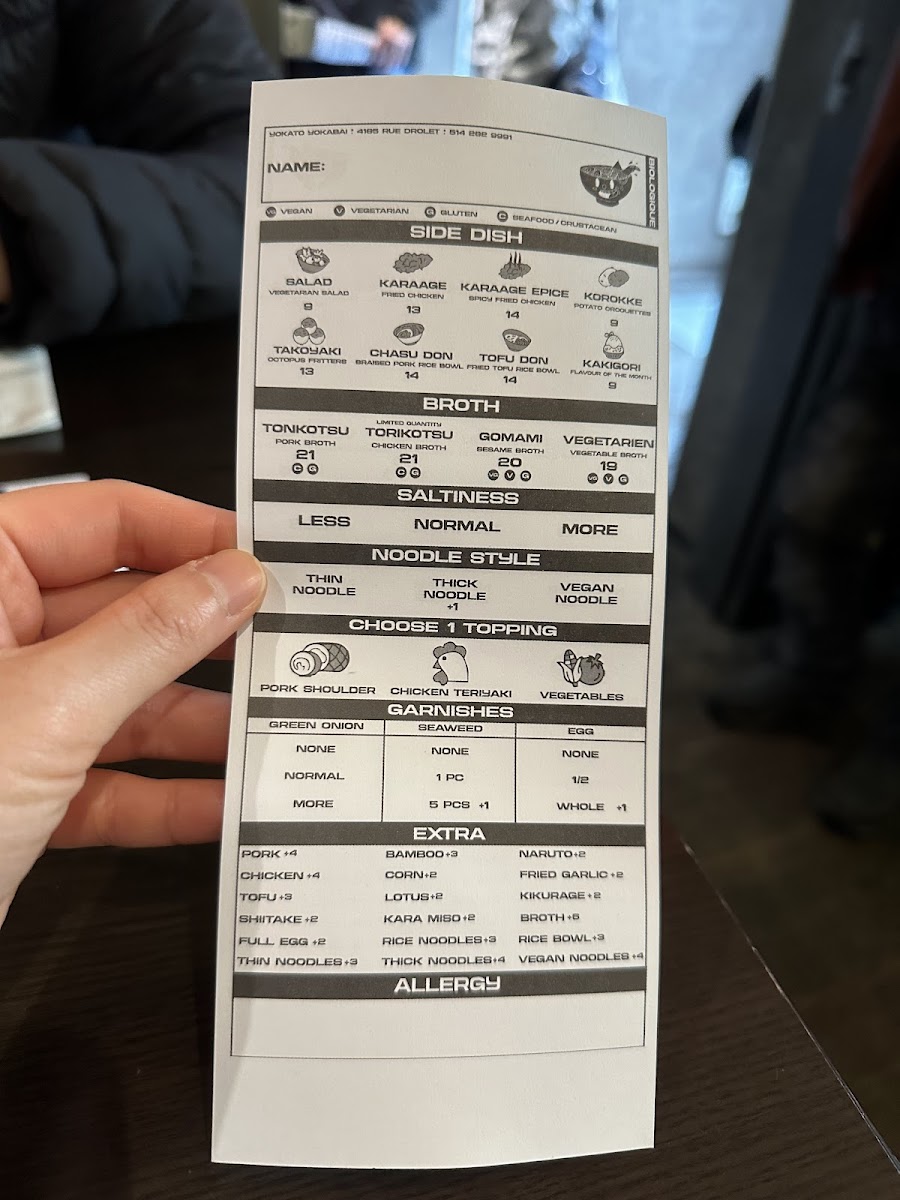 YOKATO YOKABAI : 4185 RUE DROLET : 514 282 9991
NAME:
BIOLOGIQUE
VG VEGAN V VEGETARIAN G GLUTEN C SEAFOOD/CRUSTACEAN
SIDE DISH
SALAD KARAAGE KARAAGE EPICE KOROKKE
VEGETARIAN SALAD FRIED CHICKEN SPICY FRIED CHICKEN POTATO CROQUETTES
9 13 14 9
TAKOYAKI CHASU DON TOFU DON KAKIGORI
OCTOPUS FRITTERS BRAISED PORK RICE BOWL FRIED TOFU RICE BOWL FLAVOUR OF THE MONTH
13 14 14 9
BROTH
LIMITED QUANTITY
TONKOTSU TORIKOTSU GOMAMI VEGETARIEN
PORK BROTH CHICKEN BROTH SESAME BROTH VEGETABLE BROTH
21 21 20 19
C G C G VG V G VG V G
SALTINESS
LESS NORMAL MORE
NOODLE STYLE
THIN THICK VEGAN
NOODLE NOODLE NOODLE
+1
CHOOSE 1 TOPPING
PORK SHOULDER CHICKEN TERIYAKI VEGETABLES
GARNISHES
GREEN ONION SEAWEED EGG
NONE NONE NONE
NORMAL 1 PC 1/2
MORE 5 PCS +1 WHOLE +1
EXTRA
PORK +4 BAMBOO+3 NARUTO+2
CHICKEN +4 CORN+2 FRIED GARLIC +2
TOFU +3 LOTUS+2 KIKURAGE +2
SHIITAKE +2 KARA MISO +2 BROTH+6
FULL EGG +2 RICE NOODLES+3 RICE BOWL+3
THIN NOODLES+3 THICK NOODLES+4 VEGAN NOODLES +4
ALLERGY